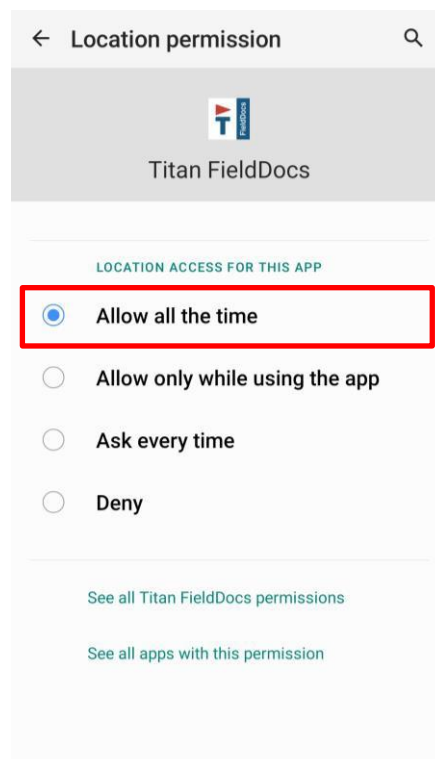 Location permission
FieldDocs
Titan FieldDocs
LOCATION ACCESS FOR THIS APP
Allow all the time
Allow only while using the app
Ask every time
Deny
See all Titan FieldDocs permissions
See all apps with this permission